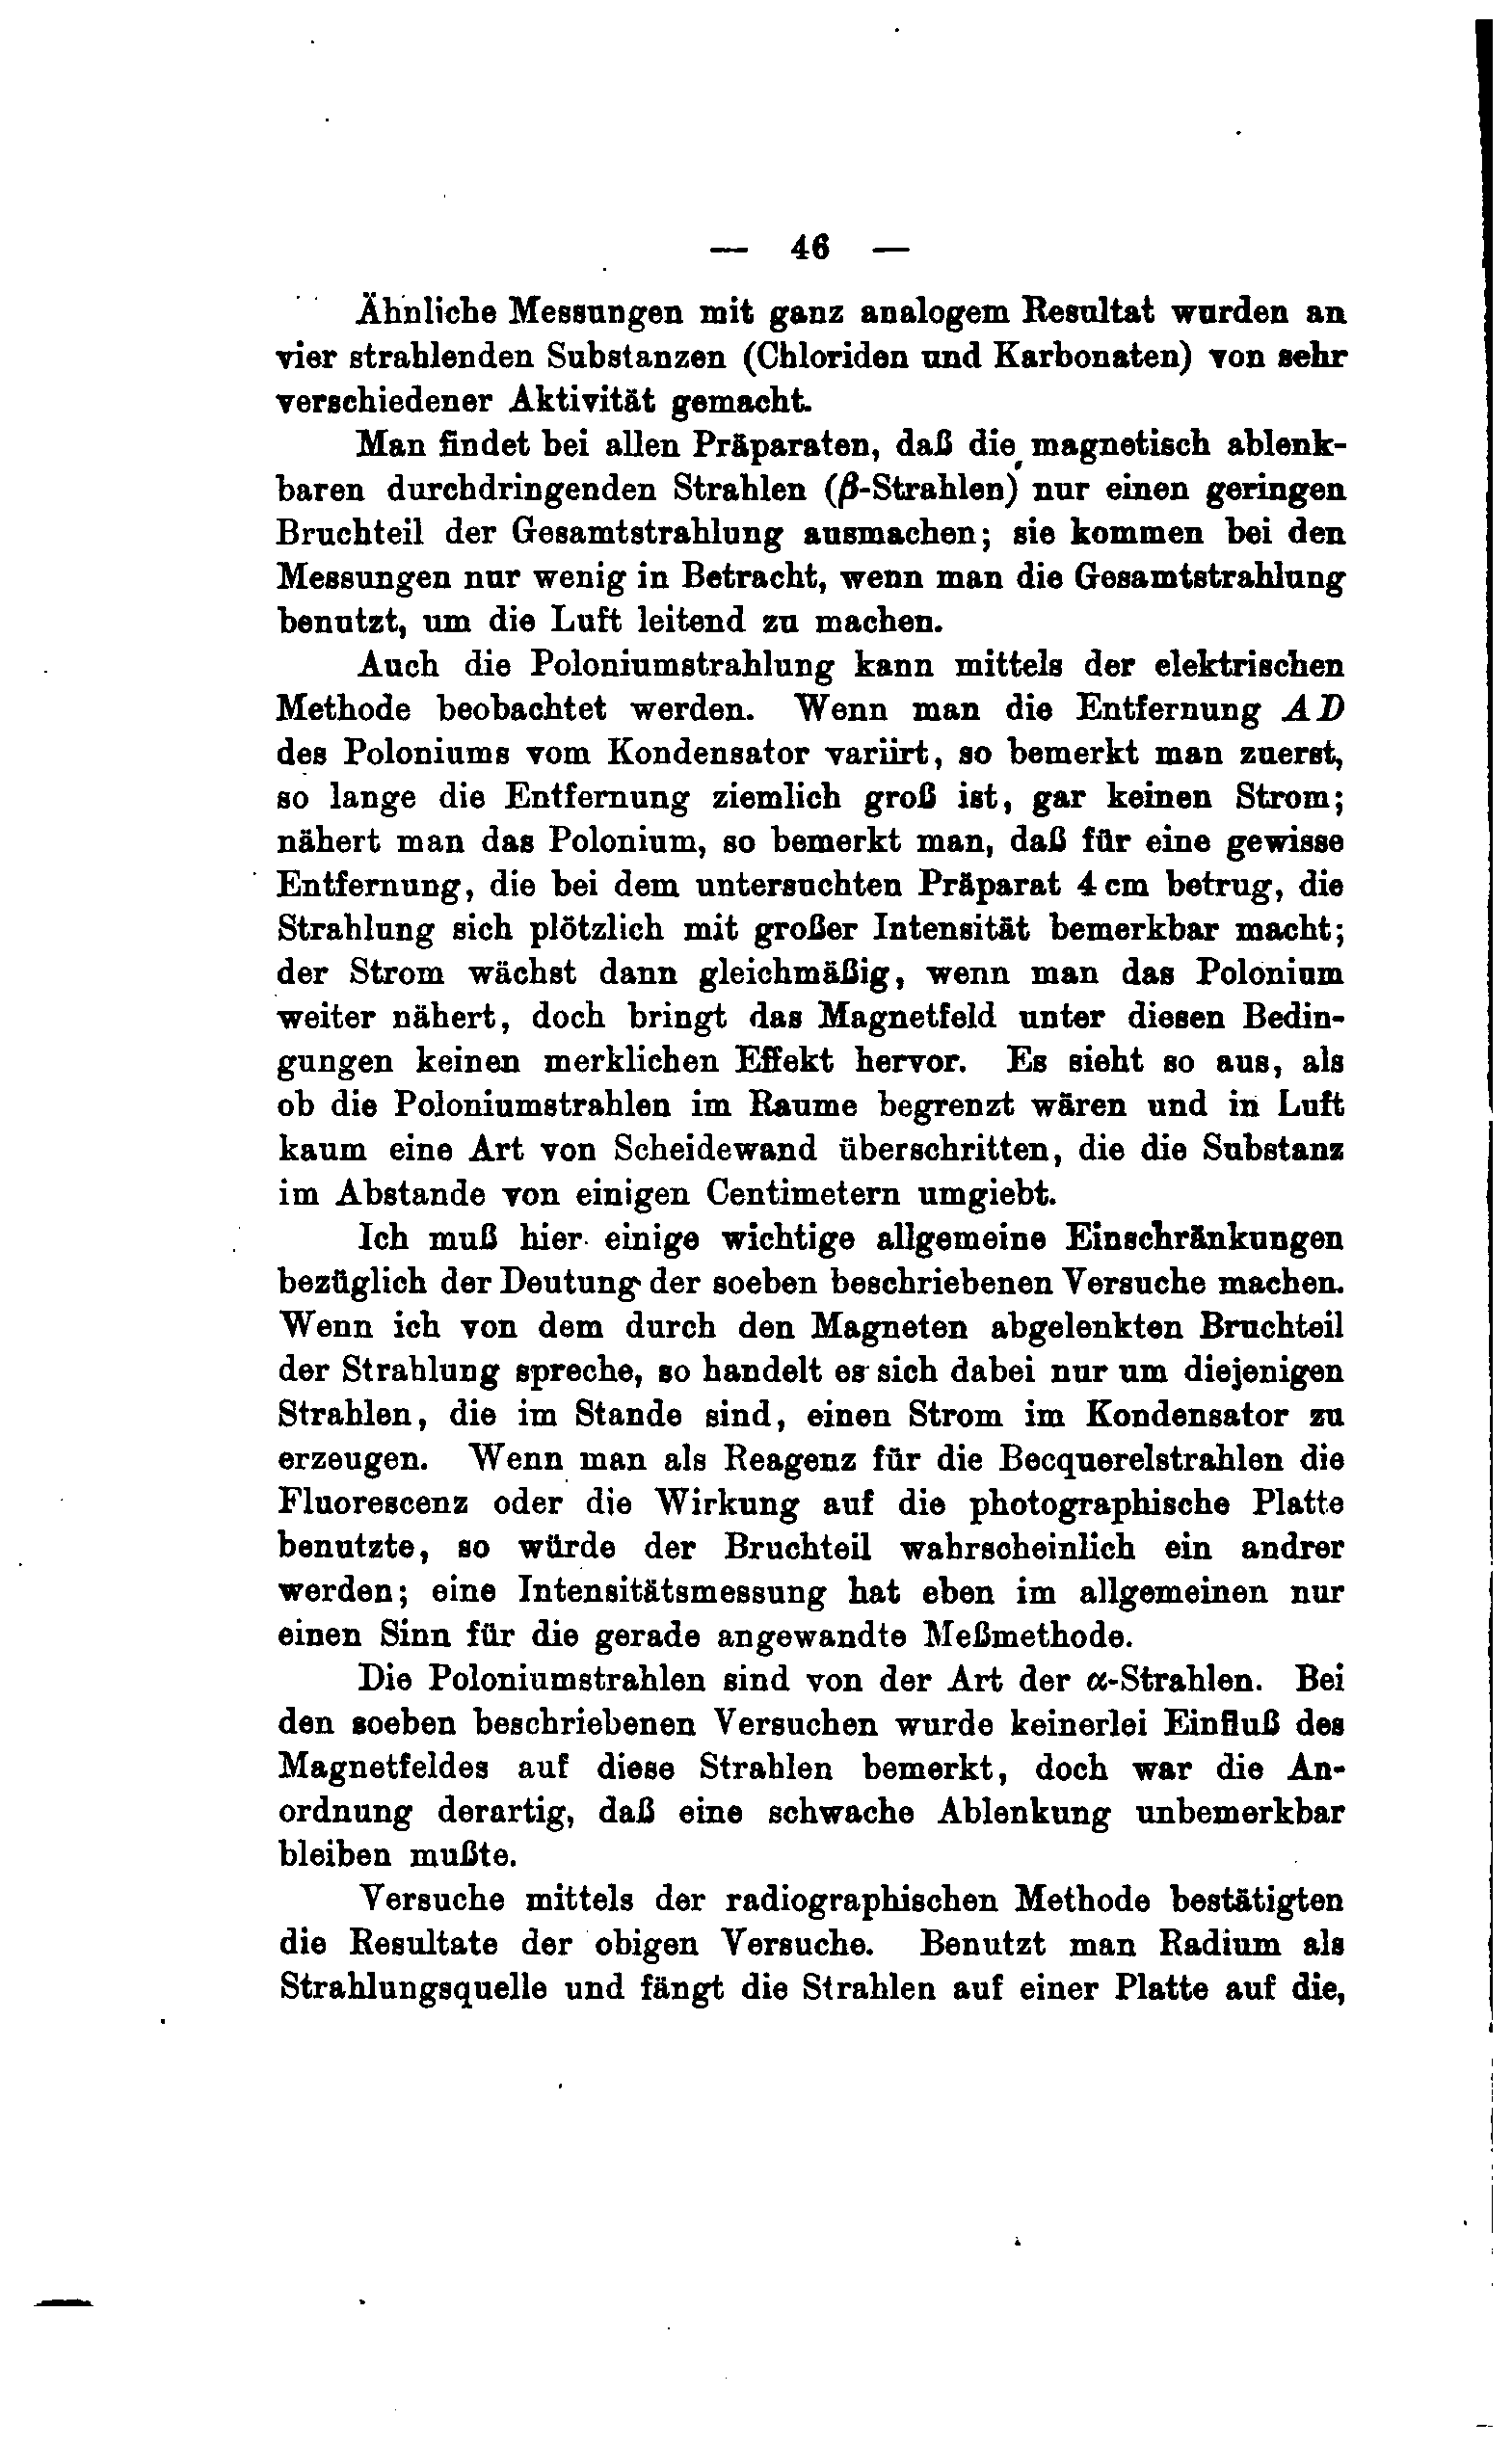 — 46 —
Ähnliche Messungen mit ganz analogem Resultat wurden an
vier strahlenden Substanzen (Chloriden und Karbonaten) von sehr
verschiedener Aktivität gemacht.
Man findet bei allen Präparaten, daß die magnetisch ablenk-
baren durchdringenden Strahlen (β-Strahlen) nur einen geringen
Bruchteil der Gesamtstrahlung ausmachen; sie kommen bei den
Messungen nur wenig in Betracht, wenn man die Gesamtstrahlung
benutzt, um die Luft leitend zu machen.
Auch die Poloniumstrahlung kann mittels der elektrischen
Methode beobachtet werden. Wenn man die Entfernung A D
des Poloniums vom Kondensator variirt, so bemerkt man zuerst,
so lange die Entfernung ziemlich groß ist, gar keinen Strom;
nähert man das Polonium, so bemerkt man, daß für eine gewisse
Entfernung, die bei dem untersuchten Präparat 4 cm betrug, die
Strahlung sich plötzlich mit großer Intensität bemerkbar macht;
der Strom wächst dann gleichmäßig, wenn man das Polonium
weiter nähert, doch bringt das Magnetfeld unter diesen Bedin-
gungen keinen merklichen Effekt hervor. Es sieht so aus, als
ob die Poloniumstrahlen im Raume begrenzt wären und in Luft
kaum eine Art von Scheidewand überschritten, die die Substanz
im Abstande von einigen Centimetern umgiebt.
Ich muß hier einige wichtige allgemeine Einschränkungen
bezüglich der Deutung der soeben beschriebenen Versuche machen.
Wenn ich von dem durch den Magneten abgelenkten Bruchteil
der Strahlung spreche, so handelt es sich dabei nur um diejenigen
Strahlen, die im Stande sind, einen Strom im Kondensator zu
erzeugen. Wenn man als Reagenz für die Becquerelstrahlen die
Fluorescenz oder die Wirkung auf die photographische Platte
benutzte, so würde der Bruchteil wahrscheinlich ein andrer
werden; eine Intensitätsmessung hat eben im allgemeinen nur
einen Sinn für die gerade angewandte Meßmethode.
Die Poloniumstrahlen sind von der Art der α-Strahlen. Bei
den soeben beschriebenen Versuchen wurde keinerlei Einfluß des
Magnetfeldes auf diese Strahlen bemerkt, doch war die An-
ordnung derartig, daß eine schwache Ablenkung unbemerkbar
bleiben mußte.
Versuche mittels der radiographischen Methode bestätigten
die Resultate der obigen Versuche. Benutzt man Radium als
Strahlungsquelle und fängt die Strahlen auf einer Platte auf die,